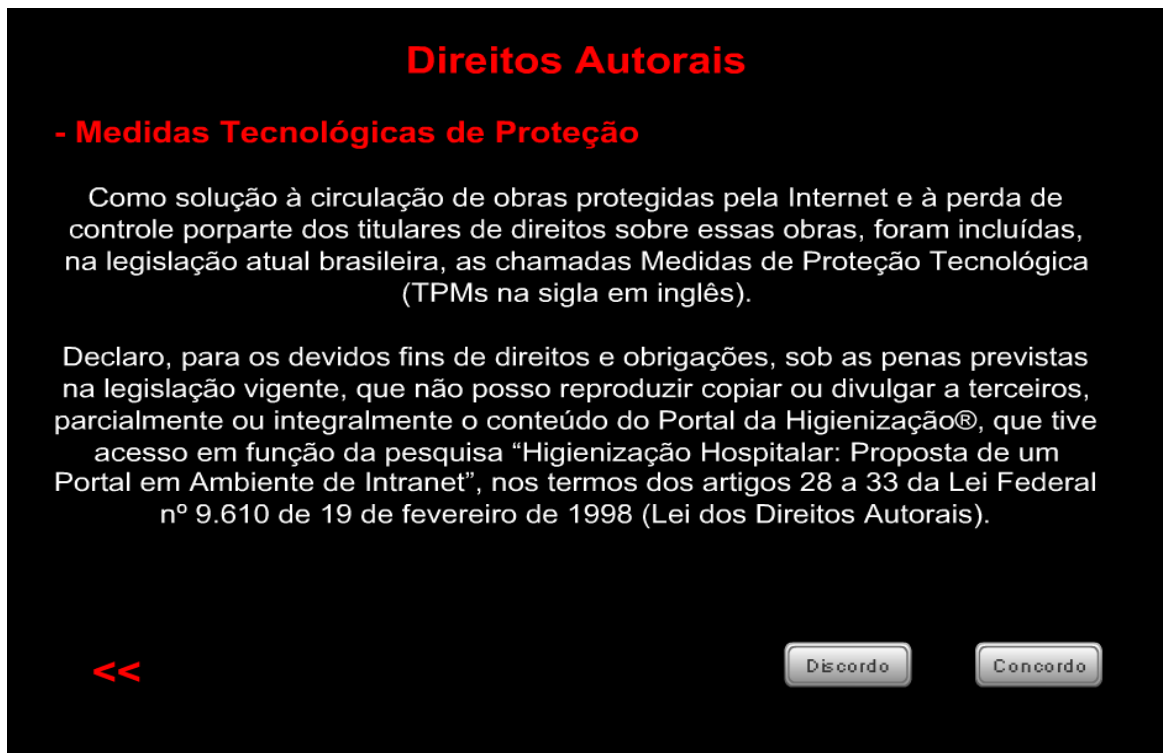 Direitos Autorais
- Medidas Tecnológicas de Proteção
Como solução à circulação de obras protegidas pela Internet e à perda de
controle porparte dos titulares de direitos sobre essas obras, foram incluídas,
na legislação atual brasileira, as chamadas Medidas de Proteção Tecnológica
(TPMs na sigla em inglês).
Declaro, para os devidos fins de direitos e obrigações, sob as penas previstas
na legislação vigente, que não posso reproduzir copiar ou divulgar a terceiros,
parcialmente ou integralmente o conteúdo do Portal da Higienização®, que tive
acesso em função da pesquisa “Higienização Hospitalar: Proposta de um
Portal em Ambiente de Intranet”, nos termos dos artigos 28 a 33 da Lei Federal
nº 9.610 de 19 de fevereiro de 1998 (Lei dos Direitos Autorais).
<< Discordo Concordo